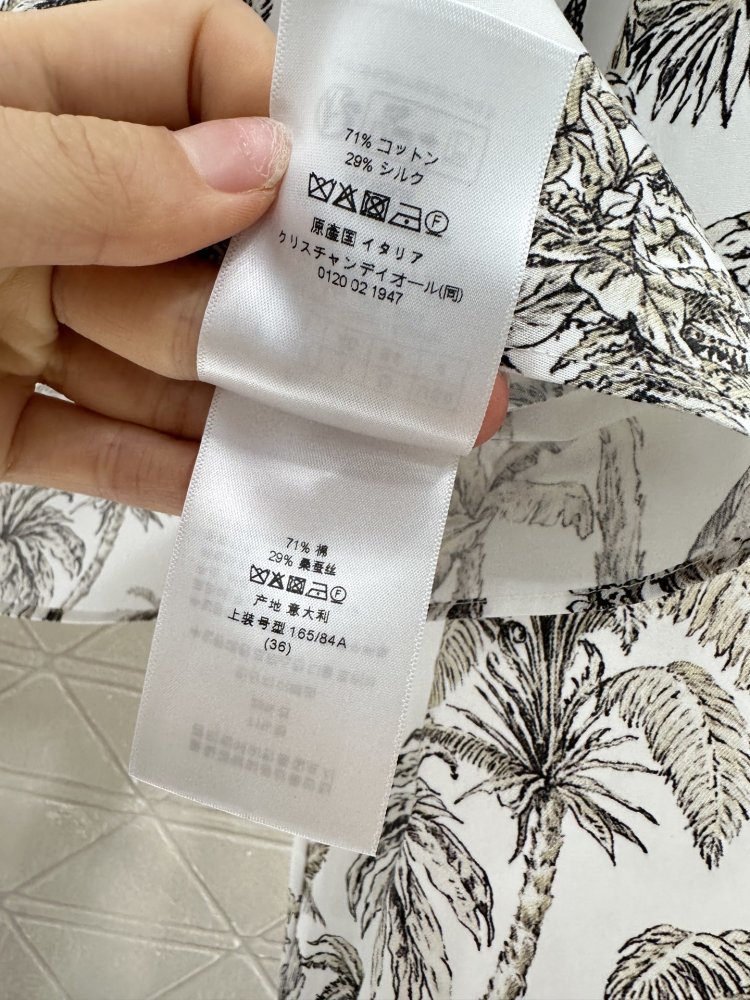 71% コットン
29% シルク
原産国 イタリア
クリスチャンディオール(同)
0120 02 1947
71% 棉
29% 桑蚕丝
产地 意大利
上装号型 165/84A
(36)